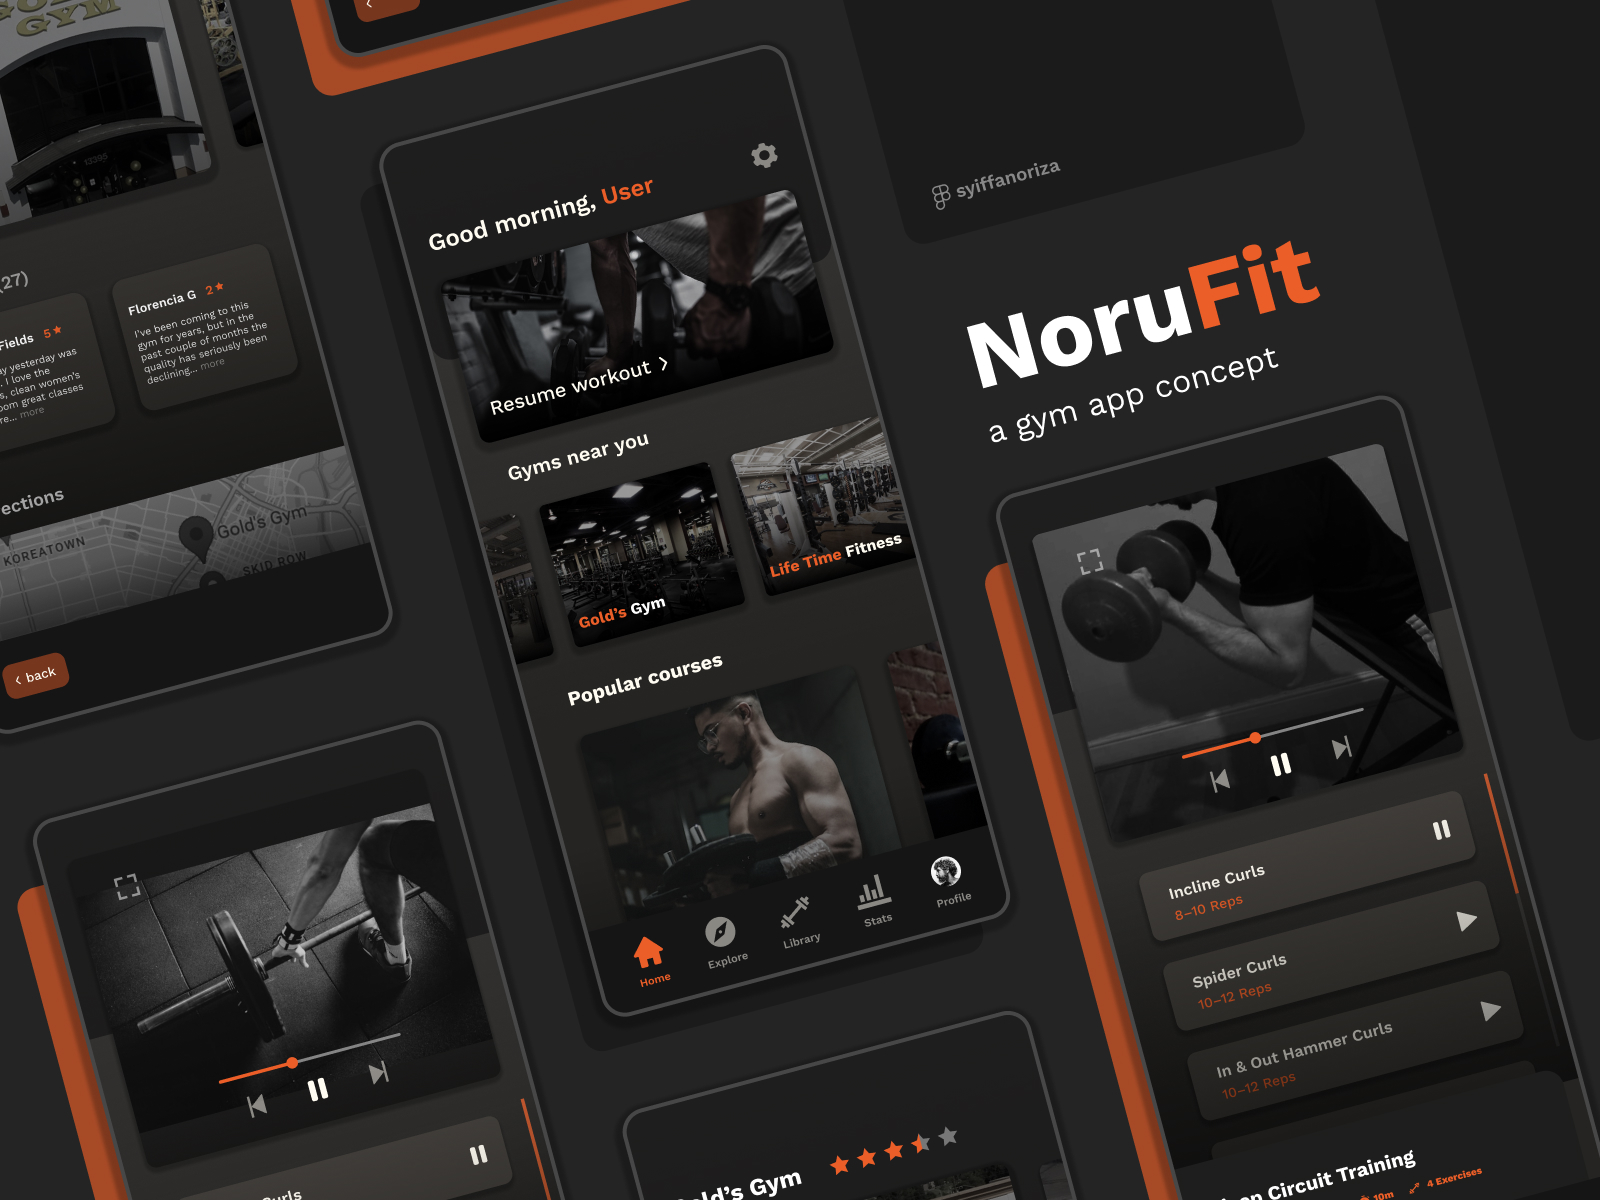 GOLD'S
GYM
13395
(27)
Fields 5
yesterday was
. I love the
s, clean women's
oom great classes
re... more
Florencia G 2
I've been coming to this
gym for years, but in the
past couple of months the
quality has seriously been
declining... more
ections
KOREATOWN
Gold's Gym
SKID ROW
‹ back
Good morning, User
Resume workout >
Gyms near you
Gold's Gym
Life Time Fitness
Popular courses
Home
Explore
Library
Stats
Profile
syiffanoriza
NoruFit
a gym app concept
Incline Curls
8–10 Reps
Spider Curls
10–12 Reps
In & Out Hammer Curls
10–12 Reps
Circuit Training
10m 4 Exercises
Curls
old's Gym